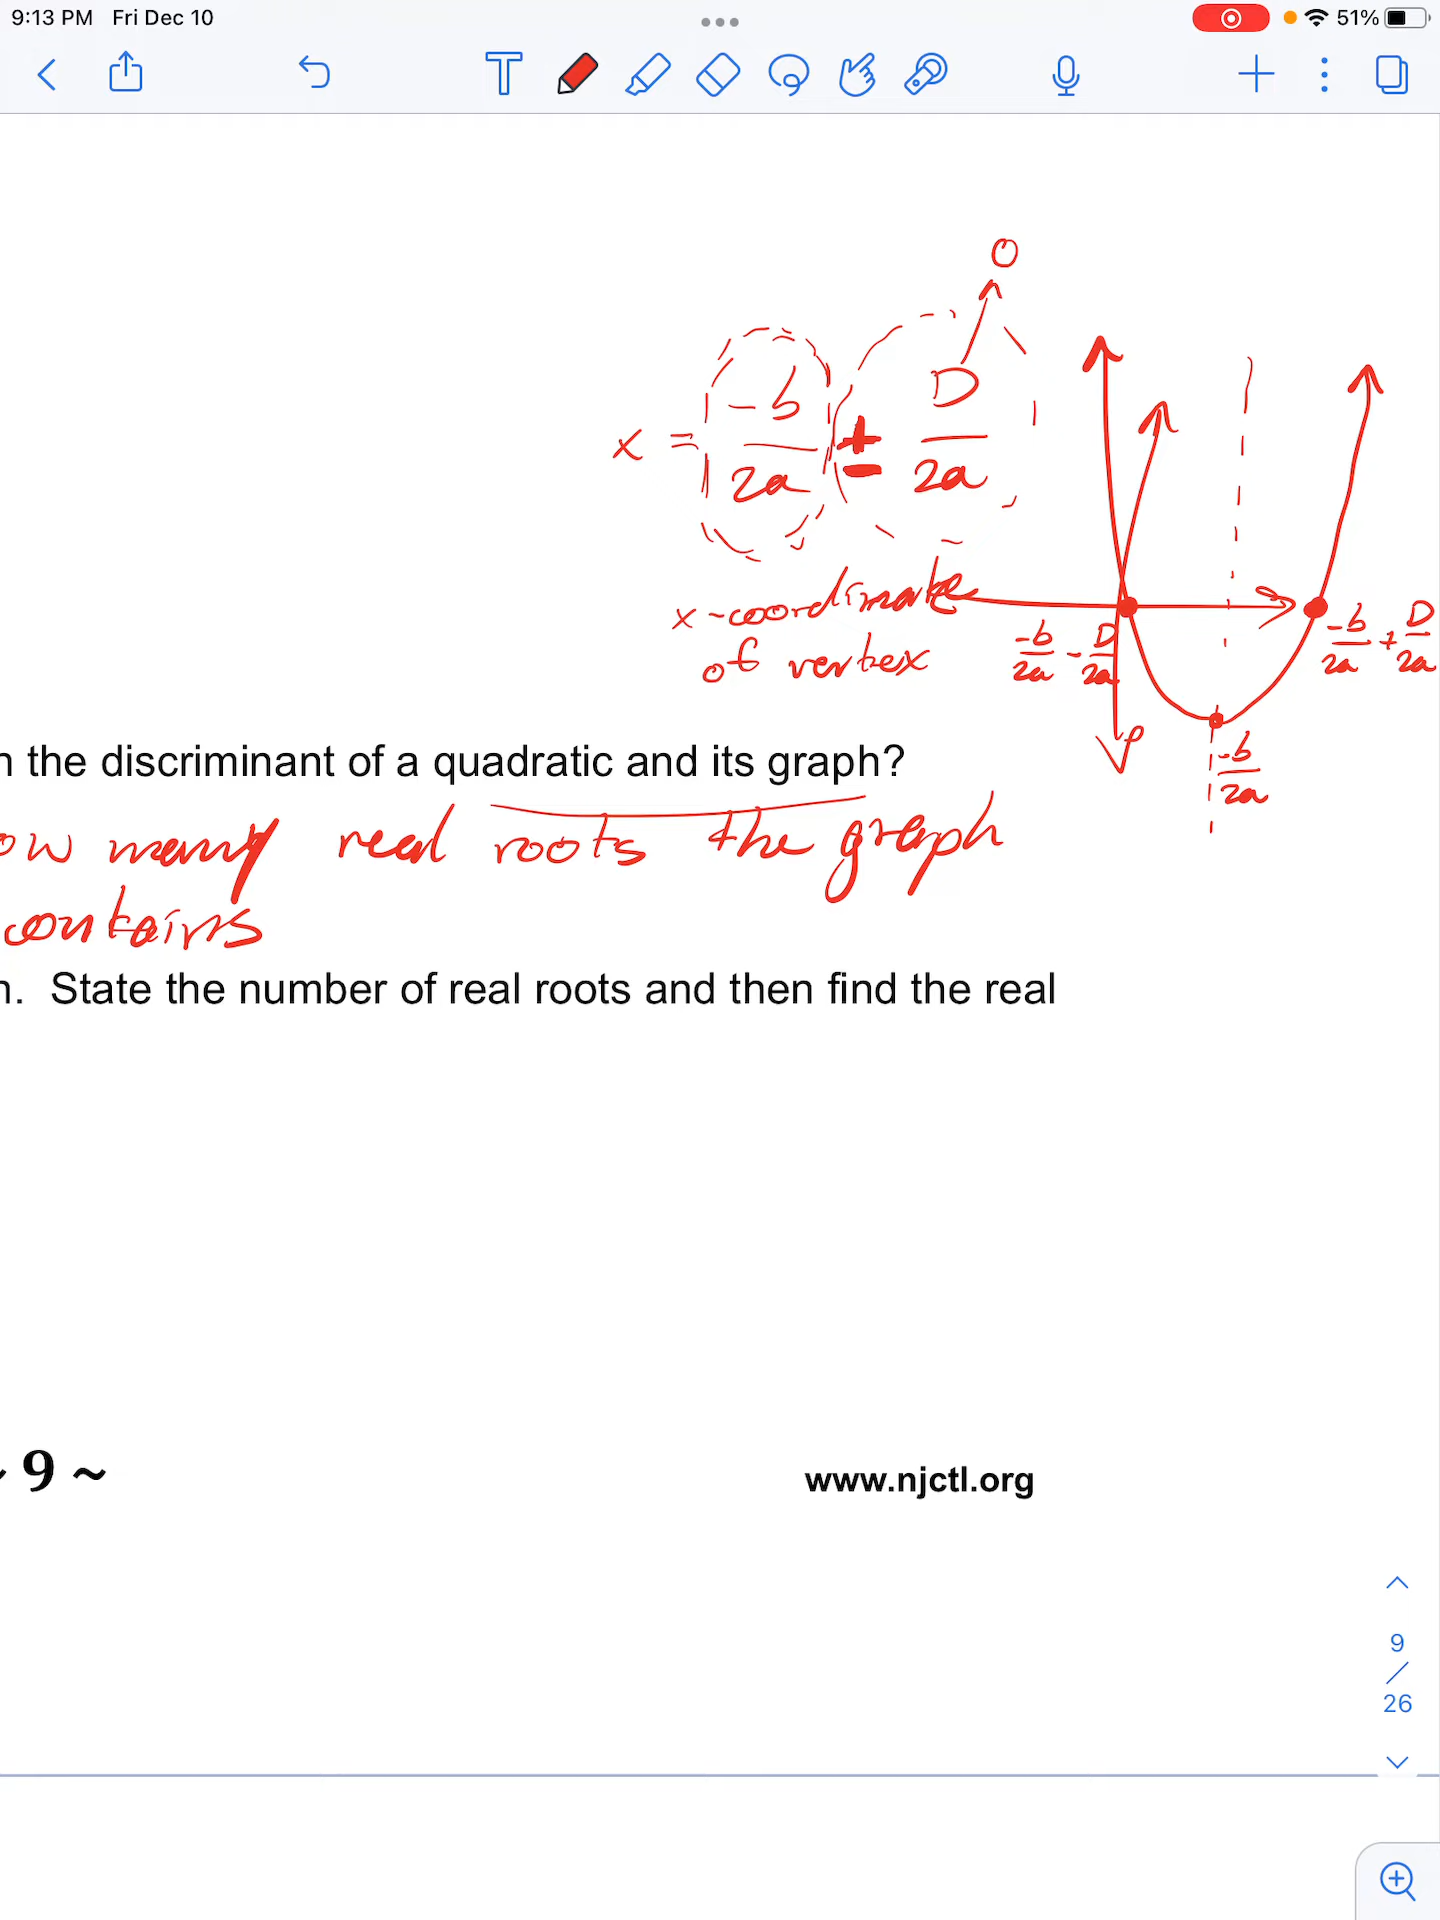 9:13 PM Fri Dec 10
51%
0
x = -b/2a ± D/2a
x-coordinate
of vertex
-b/2a - D/2a
-b/2a + D/2a
-b/2a
n the discriminant of a quadratic and its graph?
ow many real roots the graph
contains
n. State the number of real roots and then find the real
9 ~
www.njctl.org
9
/
26